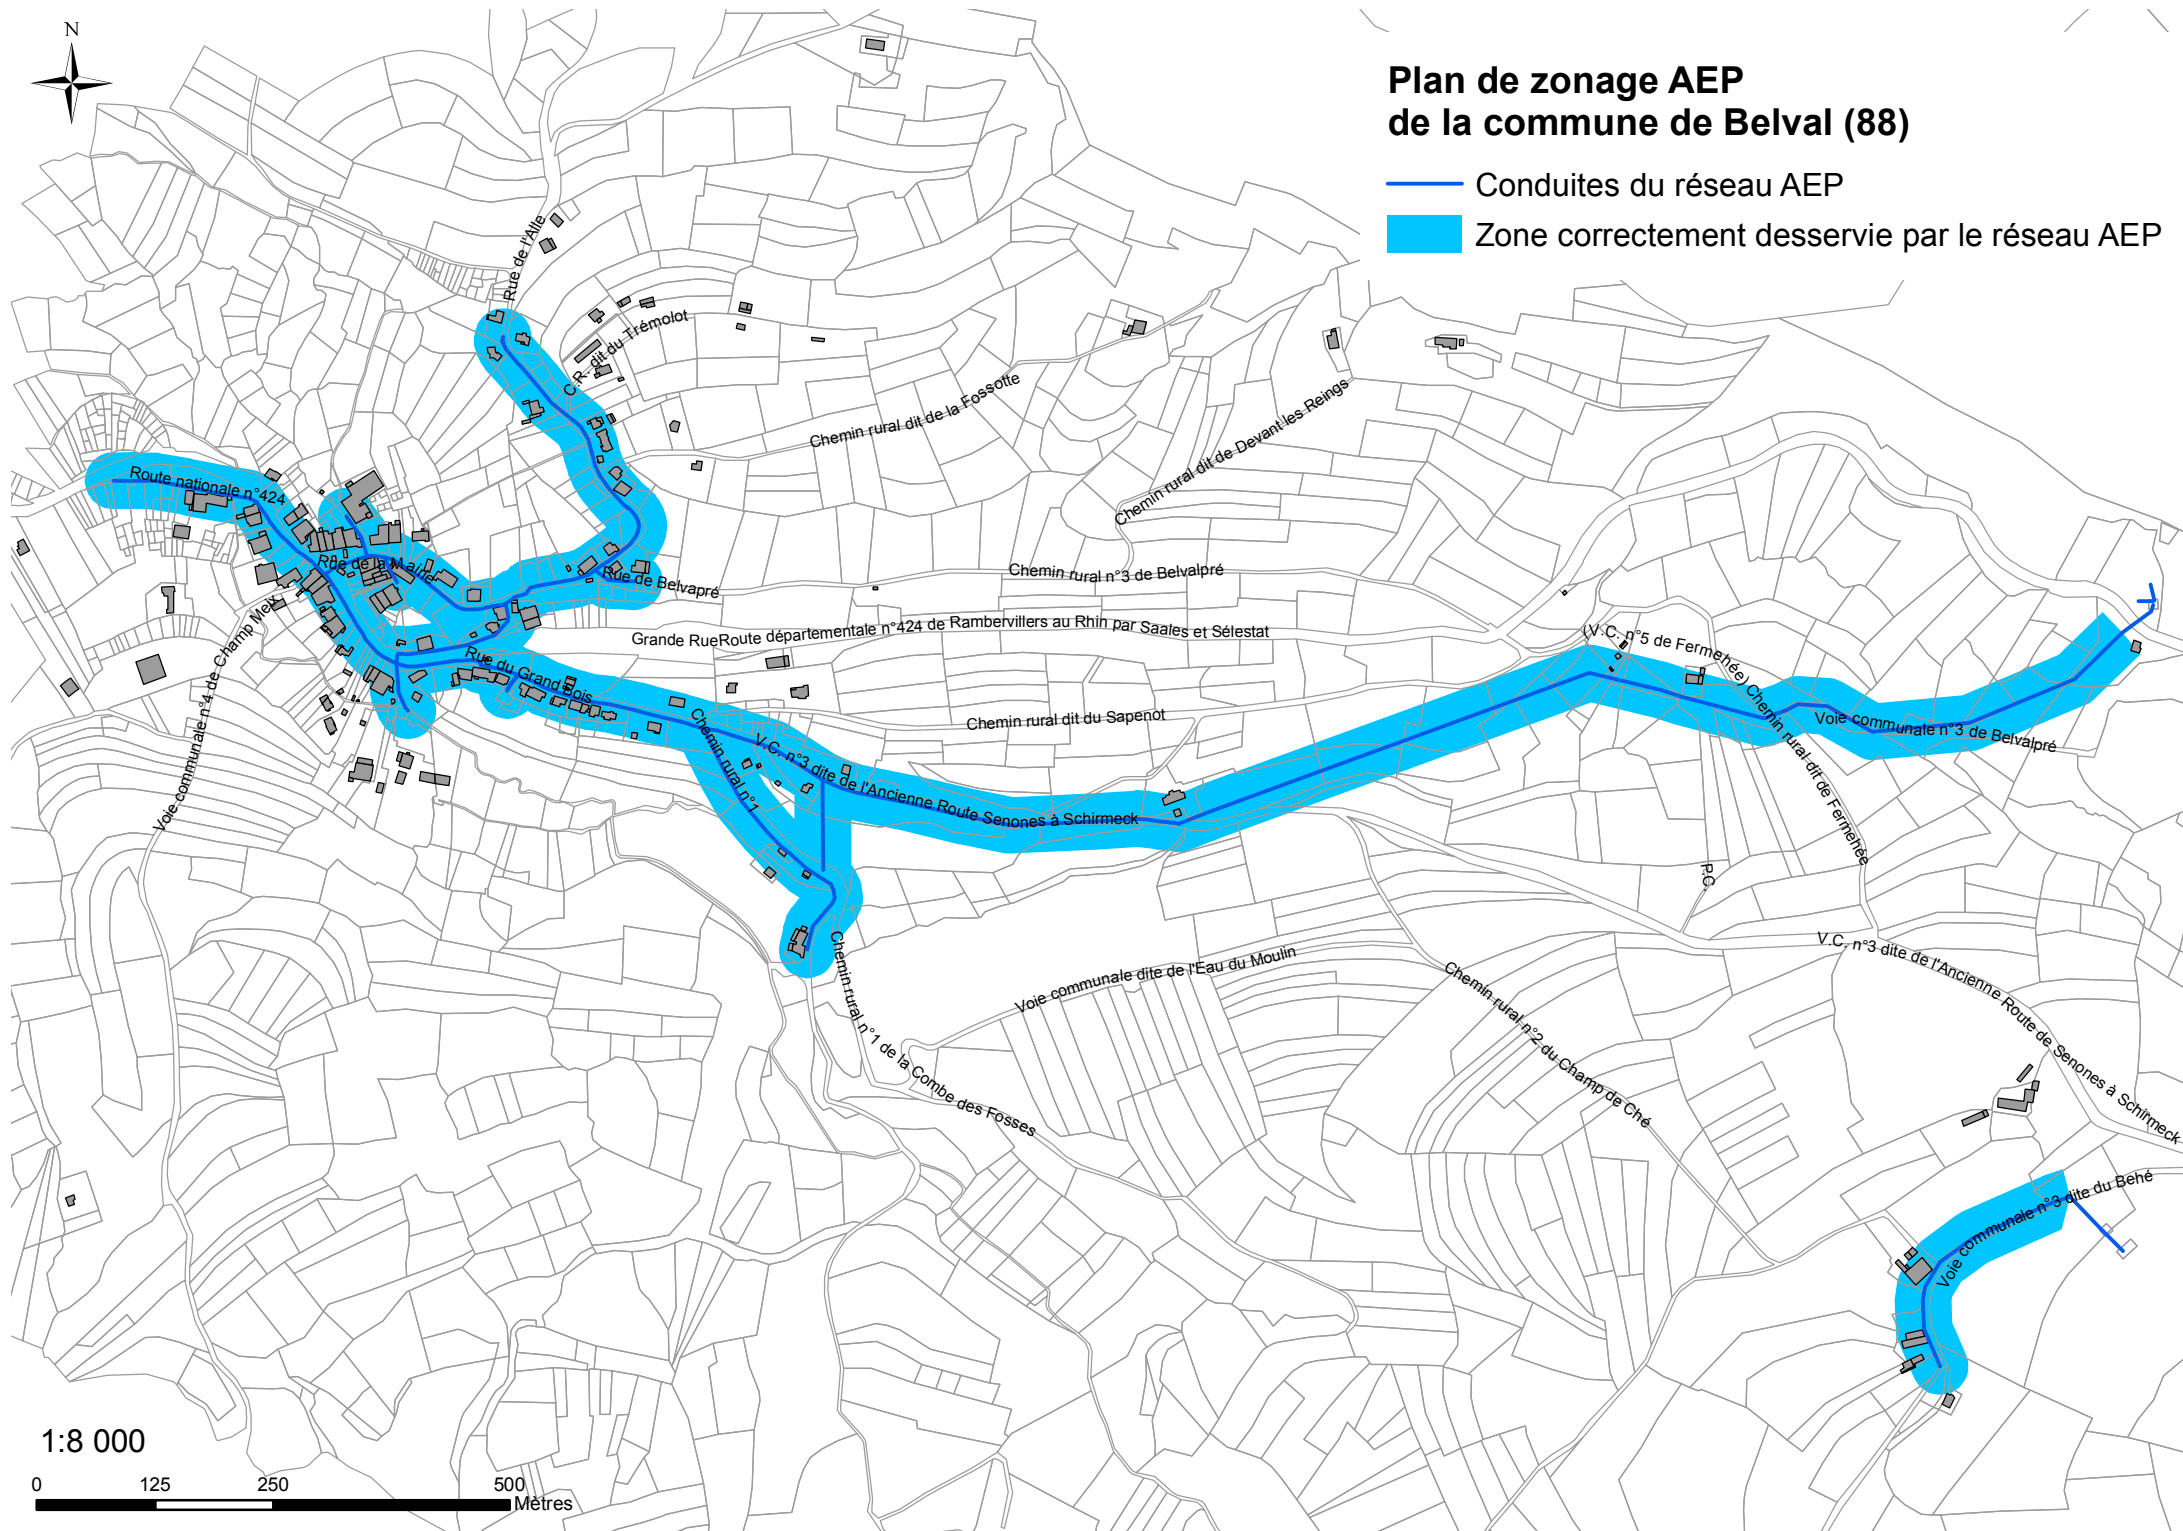 N
Plan de zonage AEP
de la commune de Belval (88)
Conduites du réseau AEP
Zone correctement desservie par le réseau AEP
Rue de l'Alle
C.R. dit du Trémolot
Chemin rural dit de la Fossotte
Chemin rural dit de Devant les Reings
Route nationale n°424
Rue de la Mairie
Rue de Belvapré
Chemin rural n°3 de Belvalpré
Grande RueRoute départementale n°424 de Rambervillers au Rhin par Saales et Sélestat
(V.C. n°5 de Fermehée) Chemin rural dit de Fermehée
Voie communale n°4 de Champ Meix
Rue du Grand Bois
Chemin rural n°1
Chemin rural dit du Sapenot
Voie communale n°3 de Belvalpré
V.C. n°3 dite de l'Ancienne Route Senones à Schirmeck
P.C.
Chemin rural n°1 de la Combe des Fosses
Voie communale dite de l'Eau du Moulin
Chemin rural n°2 du Champ de Ché
V.C. n°3 dite de l'Ancienne Route de Senones à Schirmeck
Voie communale n°3 dite du Behé
1:8 000
0 125 250 500
Mètres